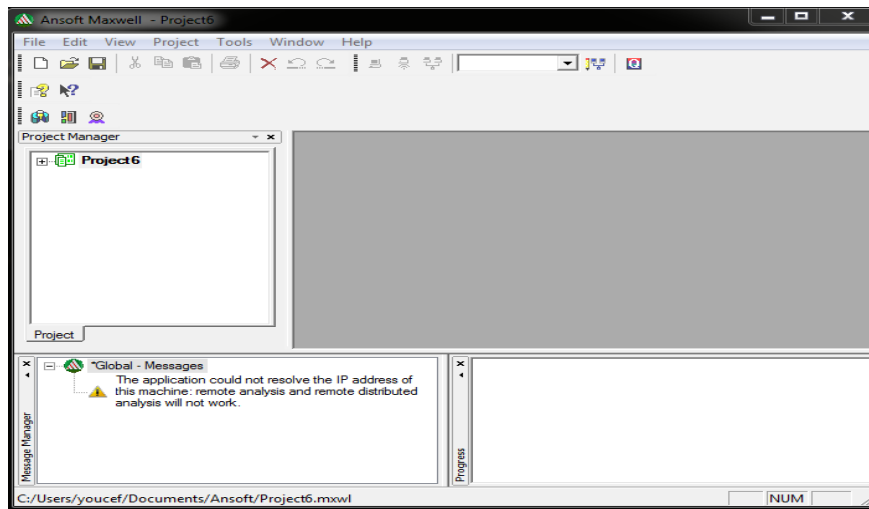 Ansoft Maxwell - Project6
File Edit View Project Tools Window Help
Project Manager
Project6
Project
*Global - Messages
The application could not resolve the IP address of
this machine: remote analysis and remote distributed
analysis will not work.
Message Manager
Progress
C:/Users/youcef/Documents/Ansoft/Project6.mxwl
NUM